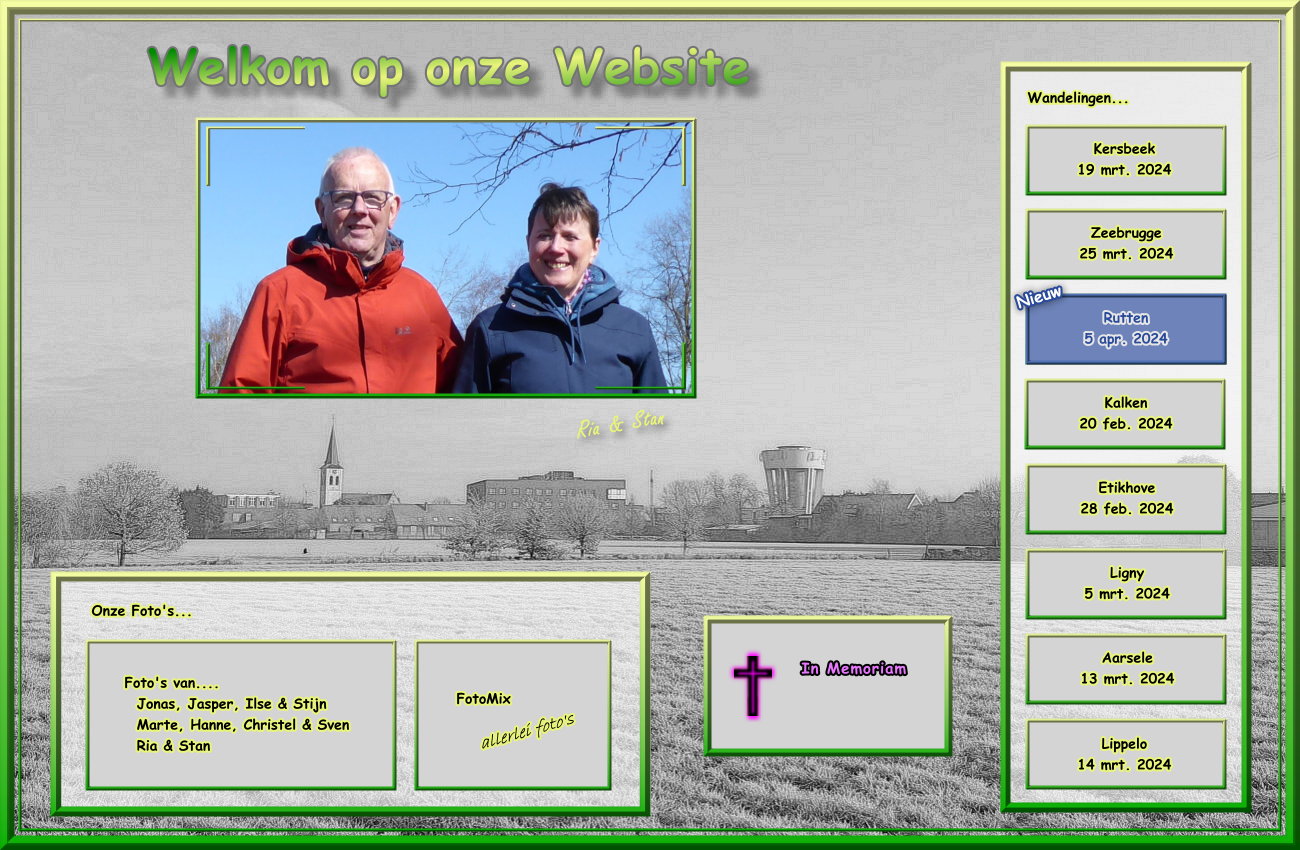 Welkom op onze Website
Ria & Stan
Wandelingen...
Kersbeek
19 mrt. 2024
Zeebrugge
25 mrt. 2024
Nieuw
Rutten
5 apr. 2024
Kalken
20 feb. 2024
Etikhove
28 feb. 2024
Ligny
5 mrt. 2024
Aarsele
13 mrt. 2024
Lippelo
14 mrt. 2024
Onze Foto's...
Foto's van....
Jonas, Jasper, Ilse & Stijn
Marte, Hanne, Christel & Sven
Ria & Stan
FotoMix
allerlei foto's
In Memoriam